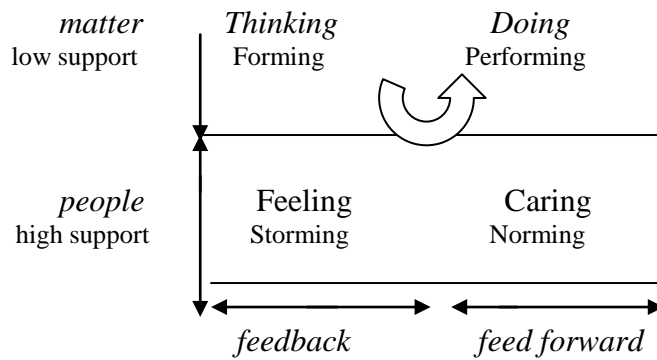 matter Thinking Doing
low support Forming Performing
people Feeling Caring
high support Storming Norming
feedback feed forward